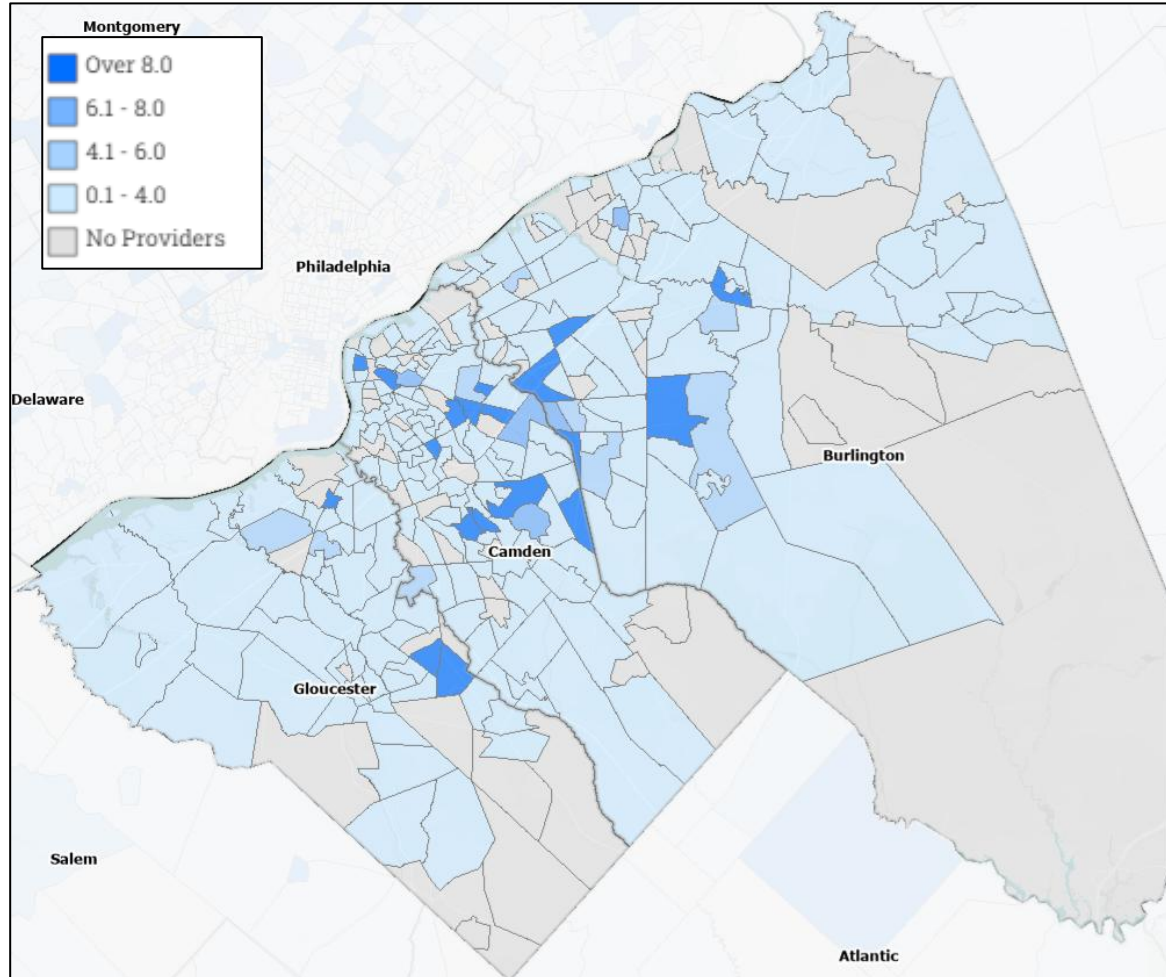 Montgomery
Over 8.0
6.1 - 8.0
4.1 - 6.0
0.1 - 4.0
No Providers
Philadelphia
Delaware
Burlington
Camden
Gloucester
Salem
Atlantic